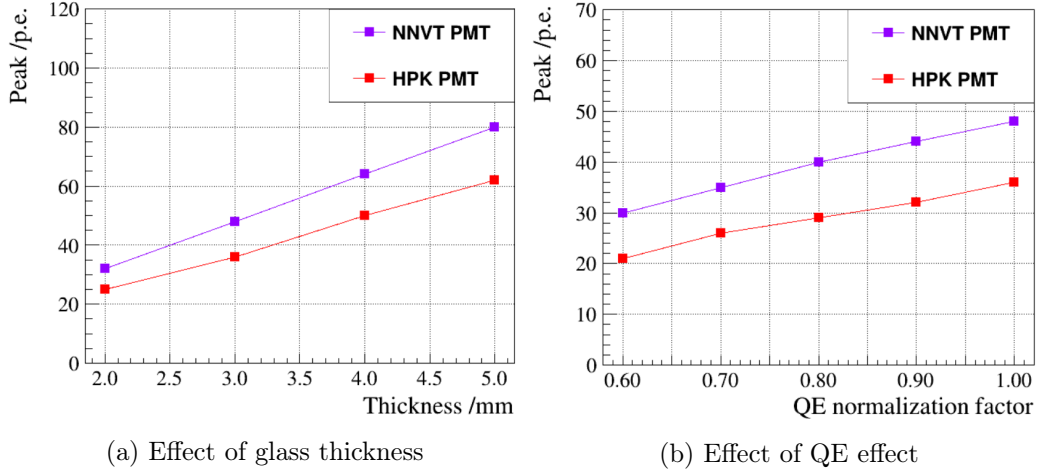 Peak /p.e.
120
100
80
60
40
20
0
NNVT PMT
HPK PMT
2.0 2.5 3.0 3.5 4.0 4.5 5.0
Thickness /mm
(a) Effect of glass thickness
Peak /p.e.
70
60
50
40
30
20
10
0
NNVT PMT
HPK PMT
0.60 0.70 0.80 0.90 1.00
QE normalization factor
(b) Effect of QE effect